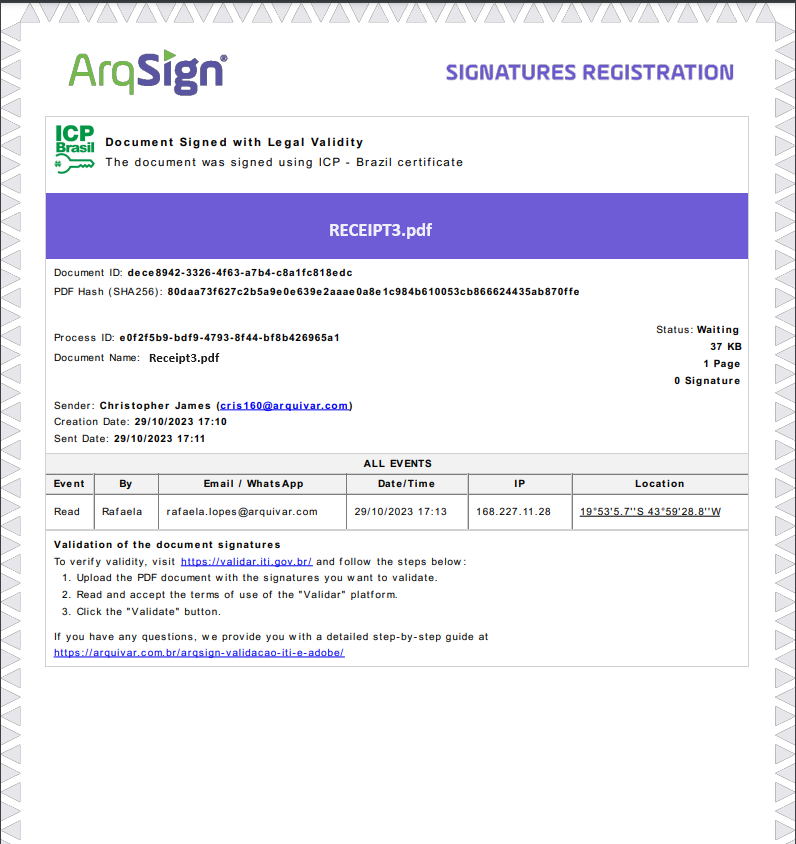 ArqSign®
SIGNATURES REGISTRATION
ICP
Brasil
Document Signed with Legal Validity
The document was signed using ICP - Brazil certificate
RECEIPT3.pdf
Document ID: dece8942-3326-4f63-a7b4-c8a1fc818edc
PDF Hash (SHA256): 80daa73f627c2b5a9e0e639e2aaae0a8e1c984b610053cb866624435ab870ffe
Process ID: e0f2f5b9-bdf9-4793-8f44-bf8b426965a1
Document Name: Receipt3.pdf
Status: Waiting
37 KB
1 Page
0 Signature
Sender: Christopher James (cris160@arquivar.com)
Creation Date: 29/10/2023 17:10
Sent Date: 29/10/2023 17:11
ALL EVENTS
Event By Email / WhatsApp Date/Time IP Location
Read Rafaela rafaela.lopes@arquivar.com 29/10/2023 17:13 168.227.11.28 19°53'5.7''S 43°59'28.8''W
Validation of the document signatures
To verify validity, visit https://validar.iti.gov.br/ and follow the steps below:
1. Upload the PDF document with the signatures you want to validate.
2. Read and accept the terms of use of the "Validar" platform.
3. Click the "Validate" button.
If you have any questions, we provide you with a detailed step-by-step guide at
https://arquivar.com.br/arqsign-validacao-iti-e-adobe/